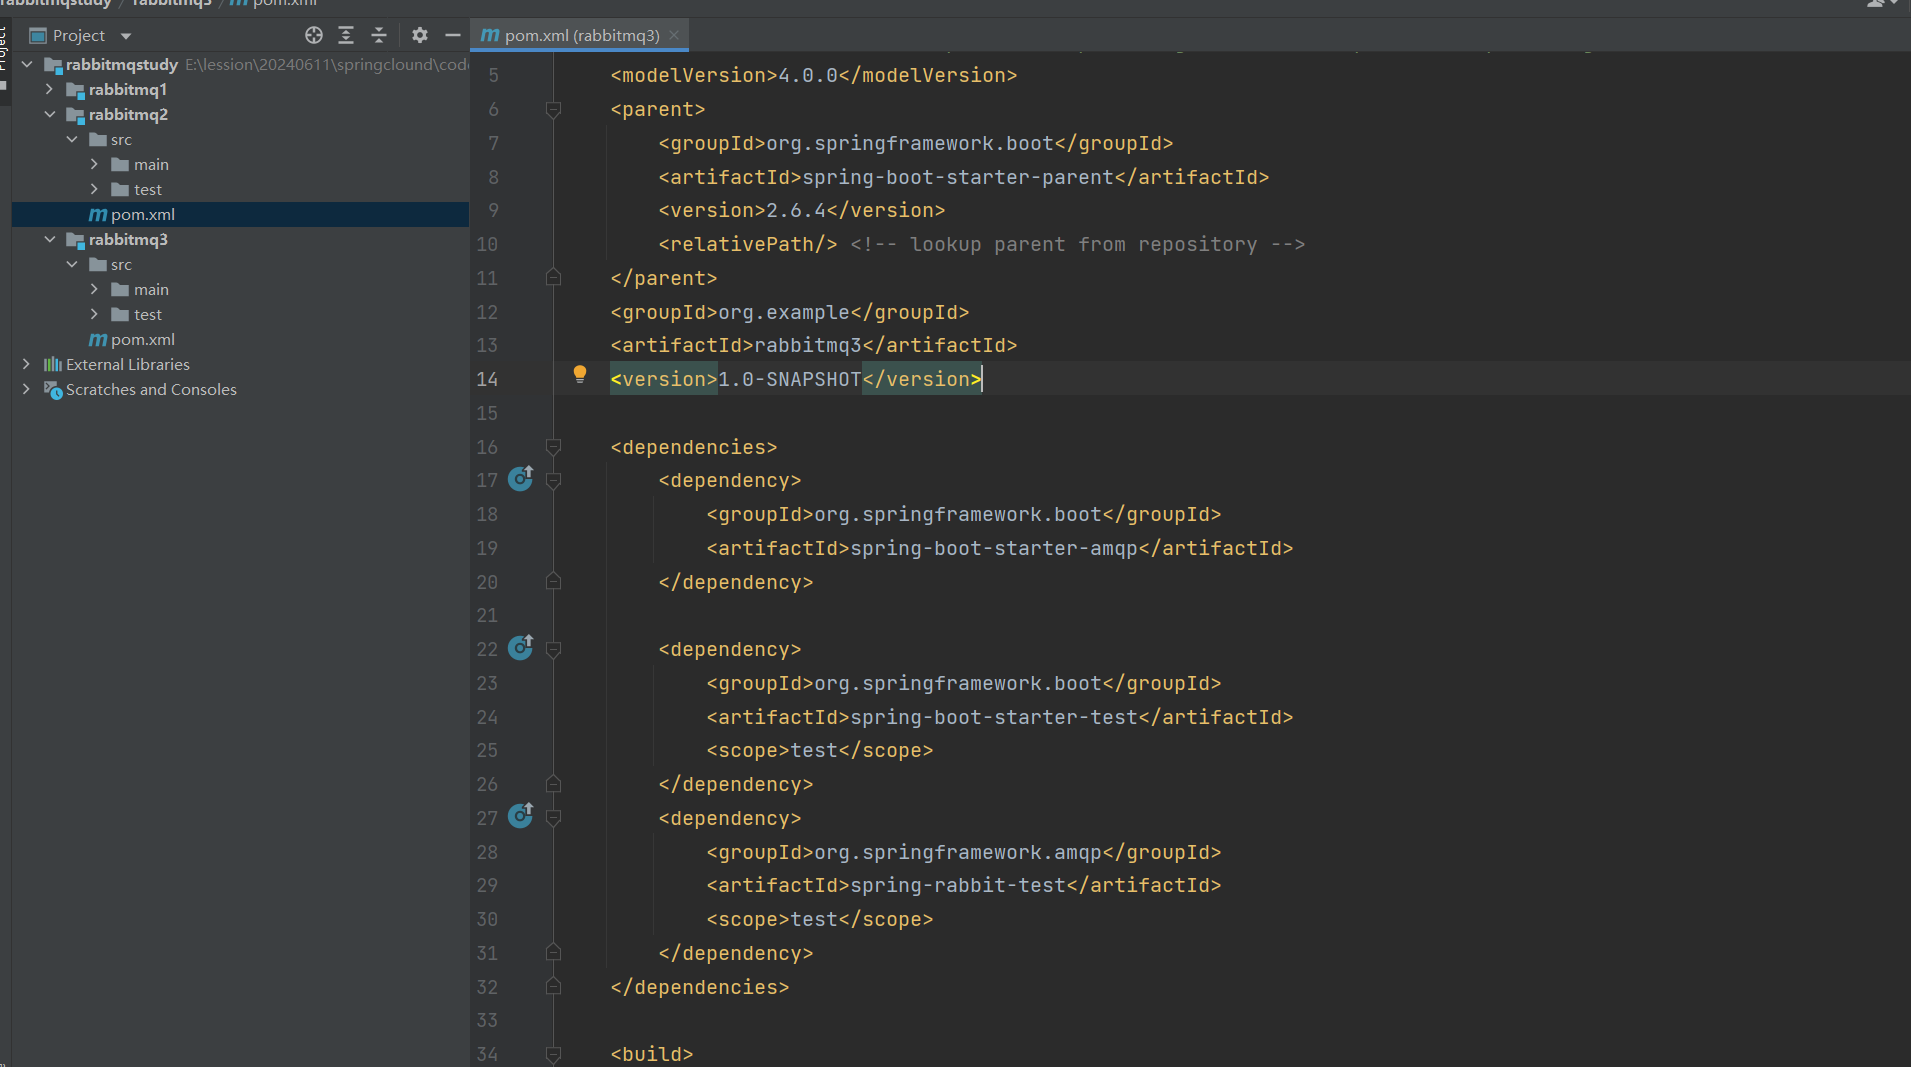 rabbitmqstudy / rabbitmq3 / pom.xml
Project
Project
pom.xml (rabbitmq3)
rabbitmqstudy E:\lession\20240611\springclound\code
rabbitmq1
rabbitmq2
src
main
test
pom.xml
rabbitmq3
src
main
test
pom.xml
External Libraries
Scratches and Consoles
5 <modelVersion>4.0.0</modelVersion>
6 <parent>
7 <groupId>org.springframework.boot</groupId>
8 <artifactId>spring-boot-starter-parent</artifactId>
9 <version>2.6.4</version>
10 <relativePath/> <!-- lookup parent from repository -->
11 </parent>
12 <groupId>org.example</groupId>
13 <artifactId>rabbitmq3</artifactId>
14 <version>1.0-SNAPSHOT</version>
15
16 <dependencies>
17 <dependency>
18 <groupId>org.springframework.boot</groupId>
19 <artifactId>spring-boot-starter-amqp</artifactId>
20 </dependency>
21
22 <dependency>
23 <groupId>org.springframework.boot</groupId>
24 <artifactId>spring-boot-starter-test</artifactId>
25 <scope>test</scope>
26 </dependency>
27 <dependency>
28 <groupId>org.springframework.amqp</groupId>
29 <artifactId>spring-rabbit-test</artifactId>
30 <scope>test</scope>
31 </dependency>
32 </dependencies>
33
34 <build>